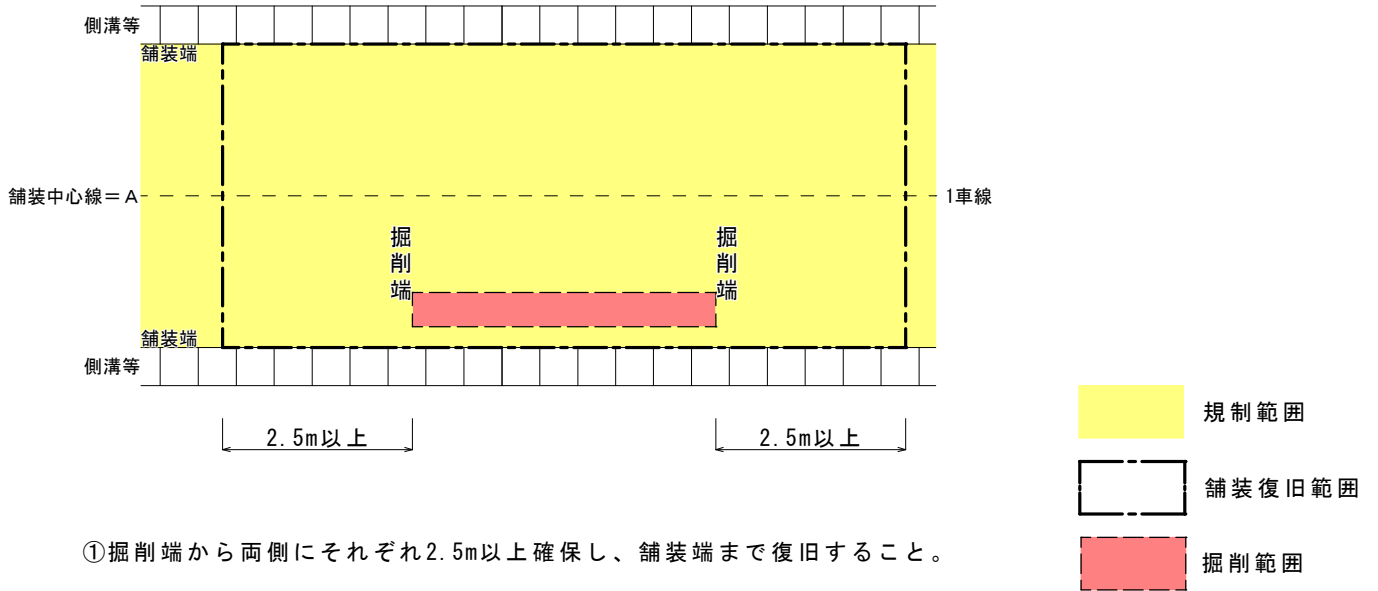 側溝等
舗装端
舗装中心線＝A
1車線
掘削端
掘削端
舗装端
側溝等
2.5m以上
2.5m以上
規制範囲
舗装復旧範囲
掘削範囲
①掘削端から両側にそれぞれ2.5m以上確保し、舗装端まで復旧すること。